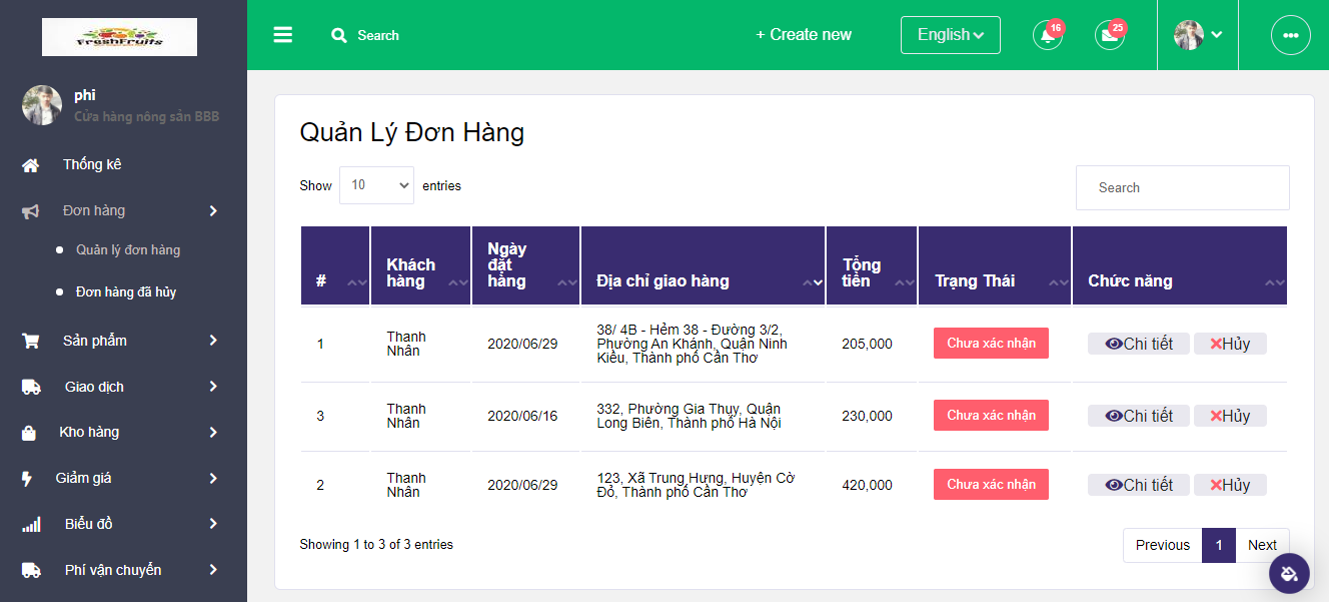 FreshFruits
phi
Cửa hàng nông sản BBB
Thống kê
Đơn hàng
Quản lý đơn hàng
Đơn hàng đã hủy
Sản phẩm
Giao dịch
Kho hàng
Giảm giá
Biểu đồ
Phí vận chuyển
Search
+ Create new
English
16
25
Quản Lý Đơn Hàng
Show 10 entries
Search
# Khách hàng Ngày đặt hàng Địa chỉ giao hàng Tổng tiền Trạng Thái Chức năng
1 Thanh Nhân 2020/06/29 38/ 4B - Hẻm 38 - Đường 3/2, Phường An Khánh, Quận Ninh Kiều, Thành phố Cần Thơ 205,000 Chưa xác nhận Chi tiết Hủy
3 Thanh Nhân 2020/06/16 332, Phường Gia Thụy, Quận Long Biên, Thành phố Hà Nội 230,000 Chưa xác nhận Chi tiết Hủy
2 Thanh Nhân 2020/06/29 123, Xã Trung Hưng, Huyện Cờ Đỏ, Thành phố Cần Thơ 420,000 Chưa xác nhận Chi tiết Hủy
Showing 1 to 3 of 3 entries
Previous 1 Next